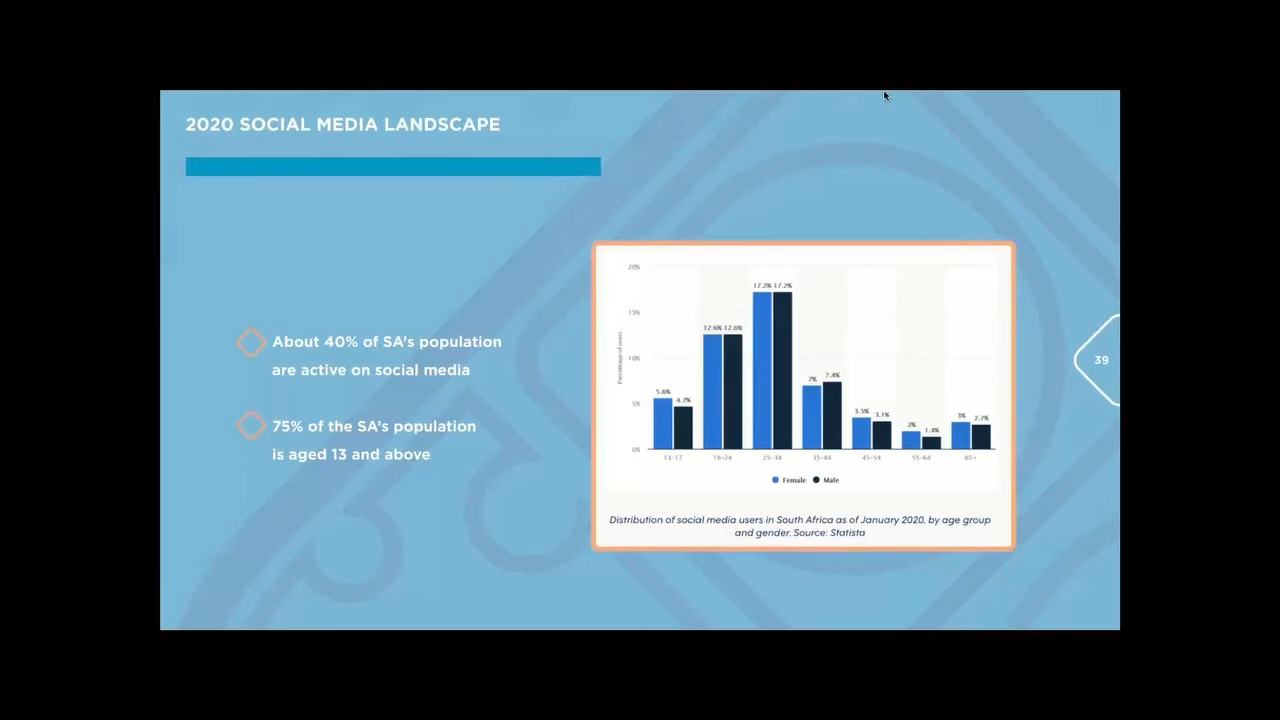 2020 SOCIAL MEDIA LANDSCAPE
About 40% of SA's population
are active on social media
75% of the SA's population
is aged 13 and above
39
Percentage of users
20%
15%
10%
5%
0%
5.6% 4.7%
12.6% 12.6%
17.2% 17.2%
7% 7.4%
3.5% 3.1%
2% 1.4%
3% 2.7%
13-17 18-24 25-34 35-44 45-54 55-64 65+
Female Male
Distribution of social media users in South Africa as of January 2020, by age group
and gender. Source: Statista